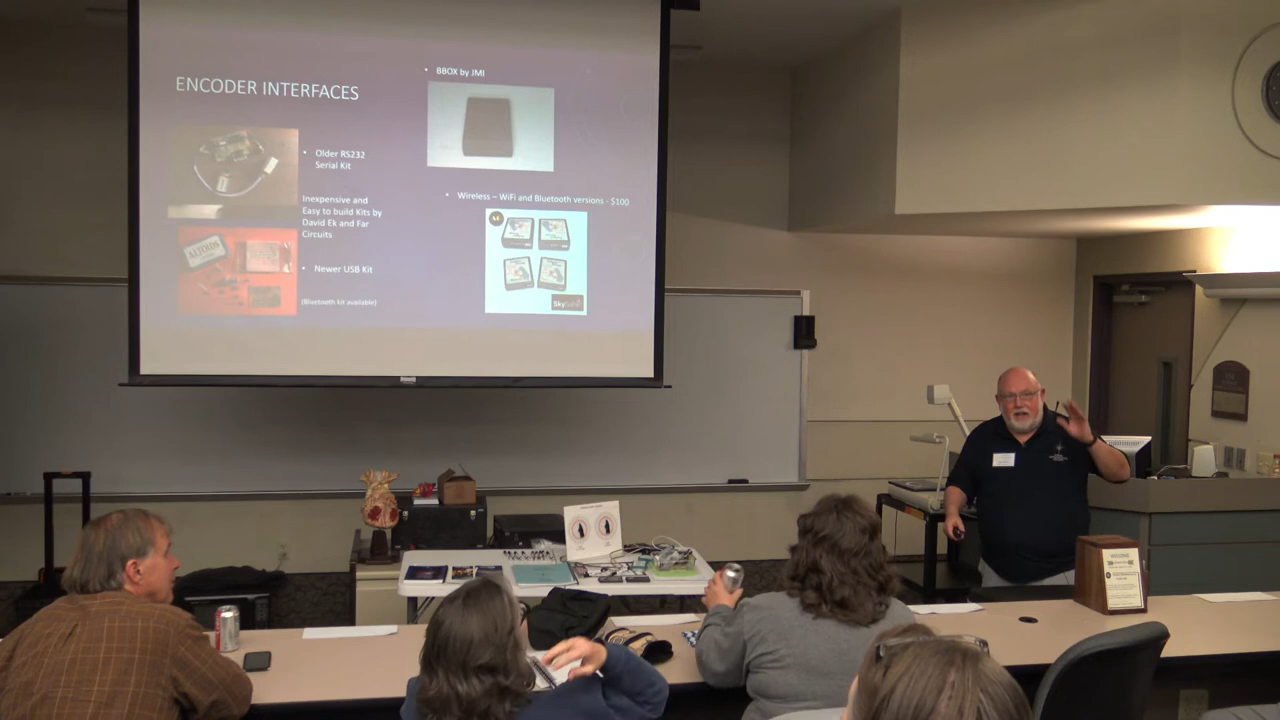 ENCODER INTERFACES
• Older RS232
Serial Kit
Inexpensive and
Easy to build Kits by
David Ek and Far
Circuits
• Newer USB Kit
(Bluetooth kit available)
ALTOIDS
• BBOX by JMI
• Wireless – WiFi and Bluetooth versions - $100